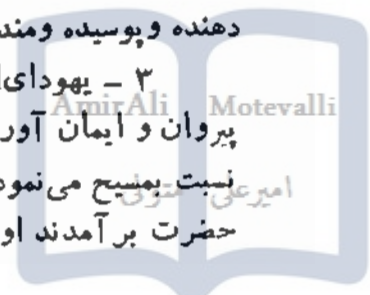 دهنده و پوسیده ومند
۳ – یهودای
AmirAli Motevalli
پیروان و ایمان آور
نسبت بمسیح می‌نمود
امیرعلی متولی
حضرت بر آمدند او